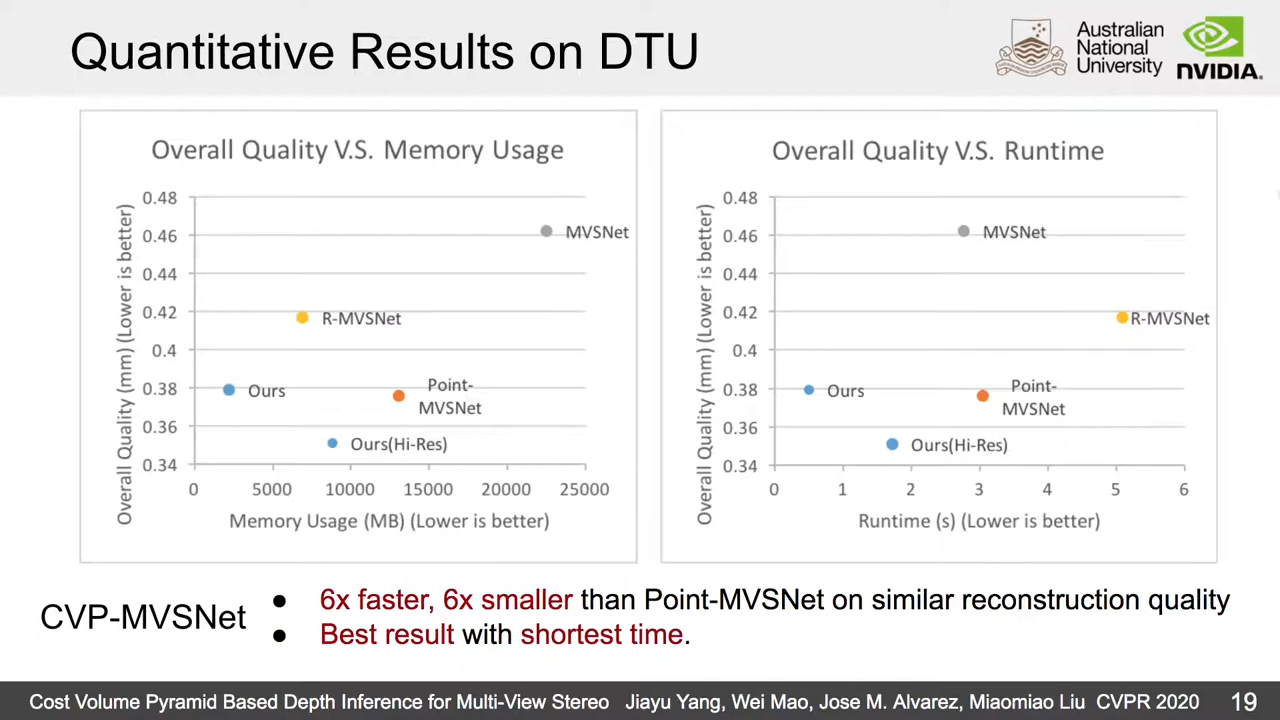 Quantitative Results on DTU
Australian
National
University
NVIDIA.
Overall Quality V.S. Memory Usage
Overall Quality (mm) (Lower is better)
0.48
0.46
0.44
0.42
0.4
0.38
0.36
0.34
MVSNet
R-MVSNet
Ours
Point-
MVSNet
Ours(Hi-Res)
0 5000 10000 15000 20000 25000
Memory Usage (MB) (Lower is better)
Overall Quality V.S. Runtime
Overall Quality (mm) (Lower is better)
0.48
0.46
0.44
0.42
0.4
0.38
0.36
0.34
MVSNet
R-MVSNet
Ours
Point-
MVSNet
Ours(Hi-Res)
0 1 2 3 4 5 6
Runtime (s) (Lower is better)
CVP-MVSNet
● 6x faster, 6x smaller than Point-MVSNet on similar reconstruction quality
● Best result with shortest time.
Cost Volume Pyramid Based Depth Inference for Multi-View Stereo Jiayu Yang, Wei Mao, Jose M. Alvarez, Miaomiao Liu CVPR 2020 19